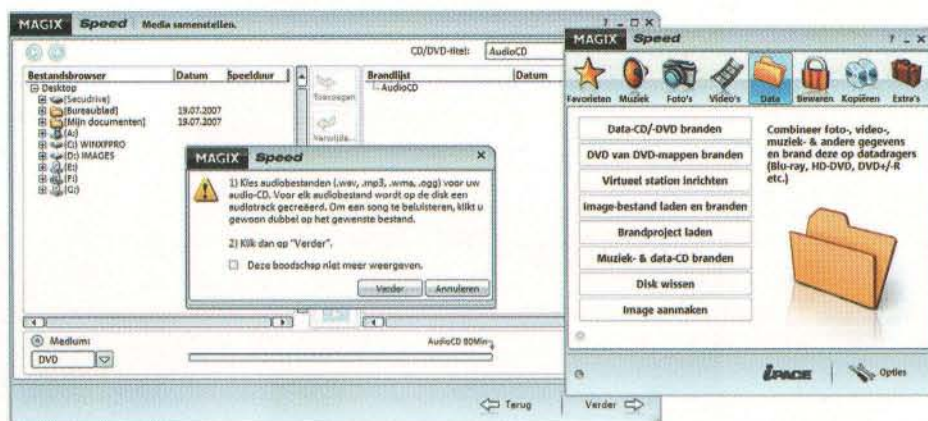 MAGIX Speed Media samenstellen.
CD/DVD-titel: AudioCD
Bestandsbrowser Datum Speelduur
Desktop
(Secudrive)
(Bureaublad) 19.07.2007
(Mijn documenten) 19.07.2007
(A:)
(C:) WINXPPRO
(D:) IMAGES
(E:)
(F:)
(G:)
Toevoegen
Brandlijst Datum
AudioCD
MAGIX Speed
1) Kies audiobestanden (.wav, .mp3, .wma, .ogg) voor uw
audio-CD. Voor elk audiobestand wordt op de disk een
audiotrack gecreëerd. Om een song te beluisteren, klikt u
gewoon dubbel op het gewenste bestand.
2) Klik dan op "Verder".
Deze boodschap niet meer weergeven.
Verder Annuleren
Medium:
DVD
AudioCD 80Min
Terug Verder
MAGIX Speed
Favorieten Muziek Foto's Video's Data Bewaren Kopiëren Extra's
Data-CD/-DVD branden
DVD van DVD-mappen branden
Virtueel station inrichten
Image-bestand laden en branden
Brandproject laden
Muziek- & data-CD branden
Disk wissen
Image aanmaken
Combineer foto-, video-,
muziek- & andere gegevens
en brand deze op datadragers
(Blu-ray, HD-DVD, DVD+/-R
etc.)
iPACE Opties